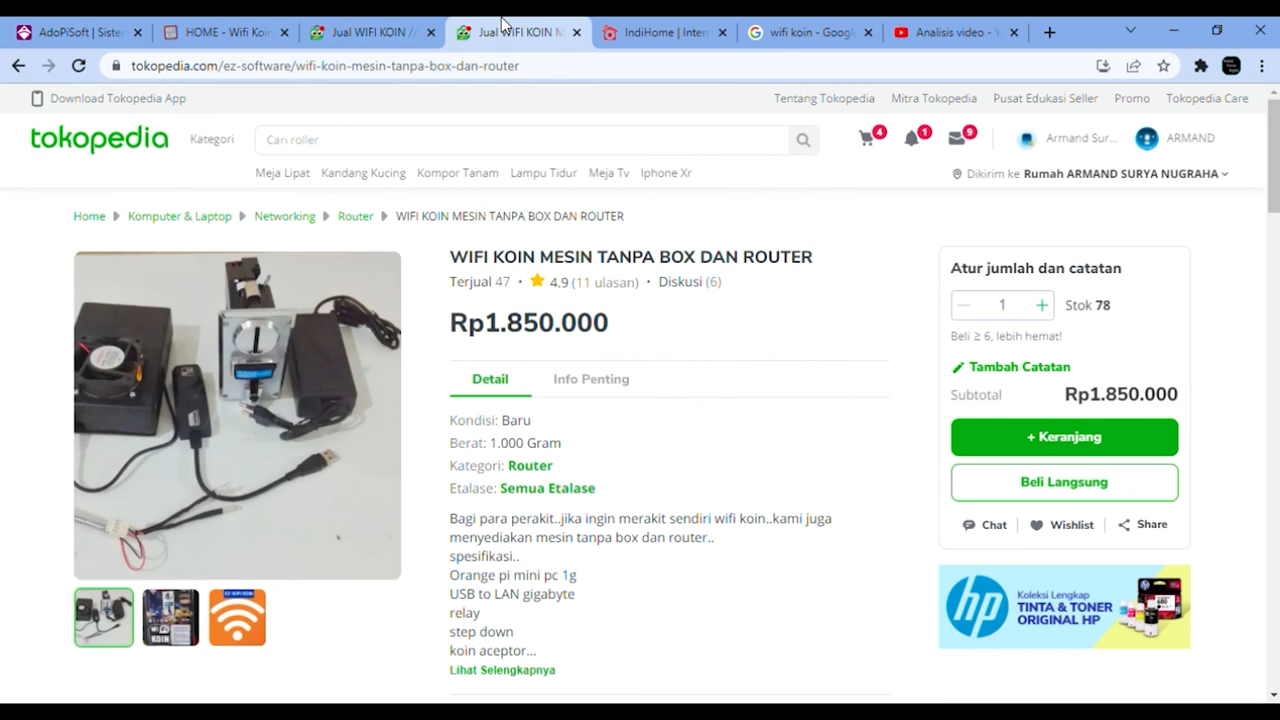 AdoPiSoft | Sister
HOME - Wifi Koin
Jual WIFI KOIN //
Jual WIFI KOIN M
IndiHome | Inter
wifi koin - Googl
Analisis video - Y
tokopedia.com/ez-software/wifi-koin-mesin-tanpa-box-dan-router
Download Tokopedia App
Tentang Tokopedia
Mitra Tokopedia
Pusat Edukasi Seller
Promo
Tokopedia Care
tokopedia
Kategori
Cari roller
4
1
9
Armand Sur...
ARMAND
Meja Lipat
Kandang Kucing
Kompor Tanam
Lampu Tidur
Meja Tv
Iphone Xr
Dikirim ke Rumah ARMAND SURYA NUGRAHA
Home
Komputer & Laptop
Networking
Router
WIFI KOIN MESIN TANPA BOX DAN ROUTER
WIFI KOIN MESIN TANPA BOX DAN ROUTER
Terjual 47 • 4.9 (11 ulasan) • Diskusi (6)
Rp1.850.000
Detail
Info Penting
Kondisi: Baru
Berat: 1.000 Gram
Kategori: Router
Etalase: Semua Etalase
Bagi para perakit..jika ingin merakit sendiri wifi koin..kami juga
menyediakan mesin tanpa box dan router..
spesifikasi..
Orange pi mini pc 1g
USB to LAN gigabyte
relay
step down
koin aceptor...
Lihat Selengkapnya
Atur jumlah dan catatan
1
Stok 78
Beli ≥ 6, lebih hemat!
Tambah Catatan
Subtotal
Rp1.850.000
+ Keranjang
Beli Langsung
Chat
Wishlist
Share
hp
Koleksi Lengkap
TINTA & TONER
ORIGINAL HP
WiFi
KOIN